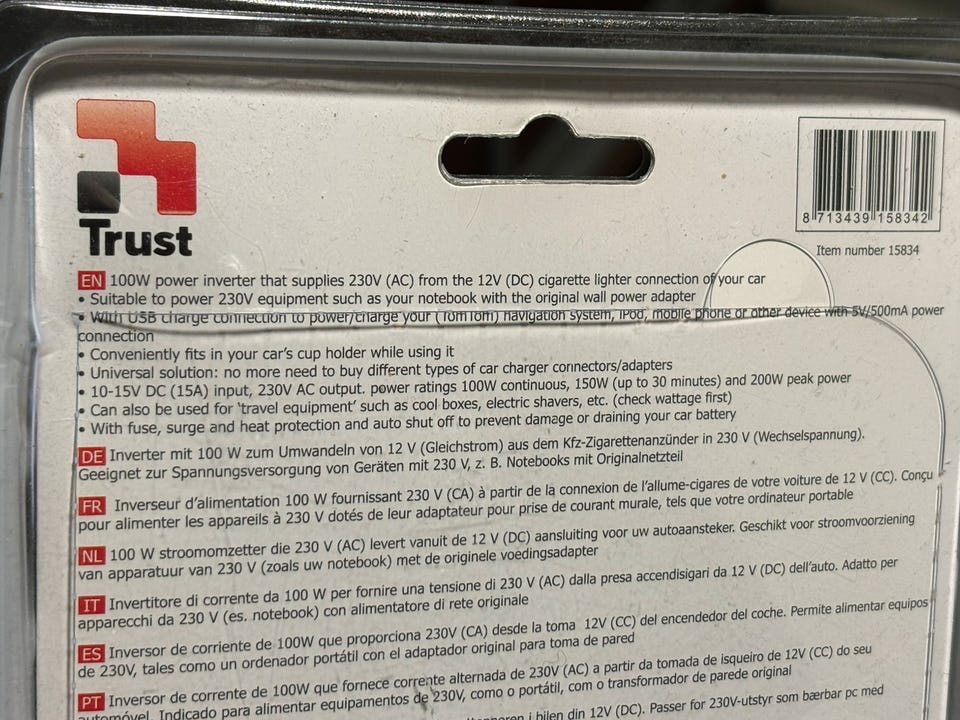 Trust
8 713439 158342
Item number 15834
EN 100W power inverter that supplies 230V (AC) from the 12V (DC) cigarette lighter connection of your car
• Suitable to power 230V equipment such as your notebook with the original wall power adapter
• With USB charge connection to power/charge your (TomTom) navigation system, iPod, mobile phone or other device with 5V/500mA power
connection
• Conveniently fits in your car's cup holder while using it
• Universal solution: no more need to buy different types of car charger connectors/adapters
• 10-15V DC (15A) input, 230V AC output. power ratings 100W continuous, 150W (up to 30 minutes) and 200W peak power
• Can also be used for 'travel equipment' such as cool boxes, electric shavers, etc. (check wattage first)
• With fuse, surge and heat protection and auto shut off to prevent damage or draining your car battery
DE Inverter mit 100 W zum Umwandeln von 12 V (Gleichstrom) aus dem Kfz-Zigarettenanzünder in 230 V (Wechselspannung).
Geeignet zur Spannungsversorgung von Geräten mit 230 V, z. B. Notebooks mit Originalnetzteil
FR Inverseur d'alimentation 100 W fournissant 230 V (CA) à partir de la connexion de l'allume-cigares de votre voiture de 12 V (CC). Conçu
pour alimenter les appareils à 230 V dotés de leur adaptateur pour prise de courant murale, tels que votre ordinateur portable
NL 100 W stroomomzetter die 230 V (AC) levert vanuit de 12 V (DC) aansluiting voor uw autoaansteker. Geschikt voor stroomvoorziening
van apparatuur van 230 V (zoals uw notebook) met de originele voedingsadapter
IT Invertitore di corrente da 100 W per fornire una tensione di 230 V (AC) dalla presa accendisigari da 12 V (DC) dell'auto. Adatto per
apparecchi da 230 V (es. notebook) con alimentatore di rete originale
ES Inversor de corriente de 100W que proporciona 230V (CA) desde la toma 12V (CC) del encendedor del coche. Permite alimentar equipos
de 230V, tales como un ordenador portátil con el adaptador original para toma de pared
PT Inversor de corrente de 100W que fornece corrente alternada de 230V (AC) a partir da tomada de isqueiro de 12V (CC) do seu
automóvel. Indicado para alimentar equipamentos de 230V, como o portátil, com o transformador de parede original
i bilen din 12V (DC). Passer for 230V-utstyr som bærbar pc med